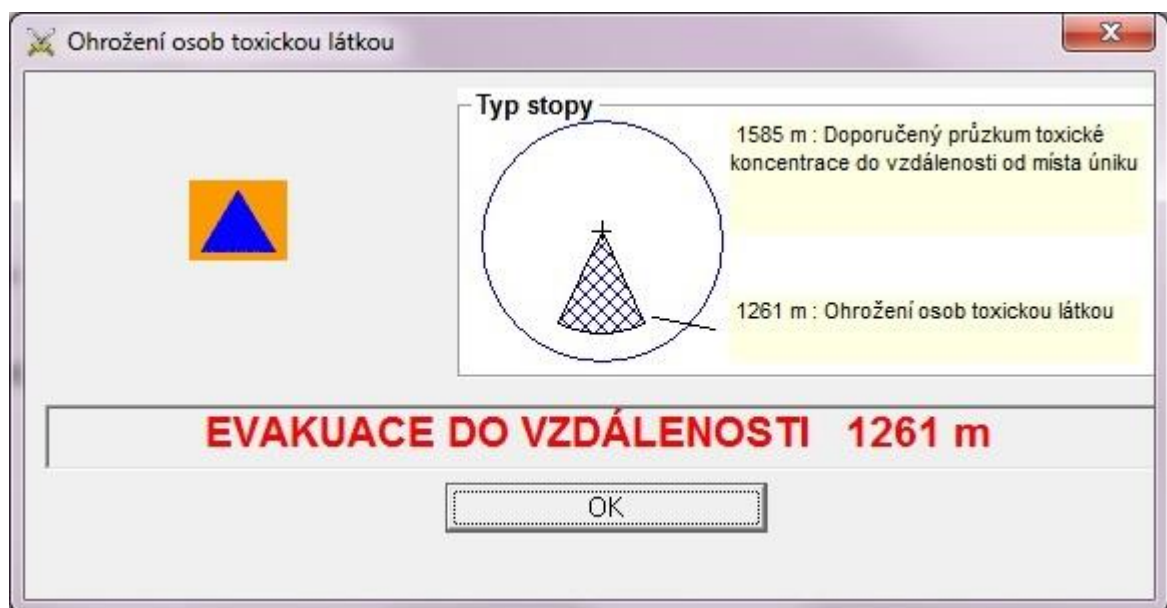 Ohrožení osob toxickou látkou
Typ stopy
1585 m : Doporučený průzkum toxické
koncentrace do vzdálenosti od místa úniku
1261 m : Ohrožení osob toxickou látkou
EVAKUACE DO VZDÁLENOSTI 1261 m
OK